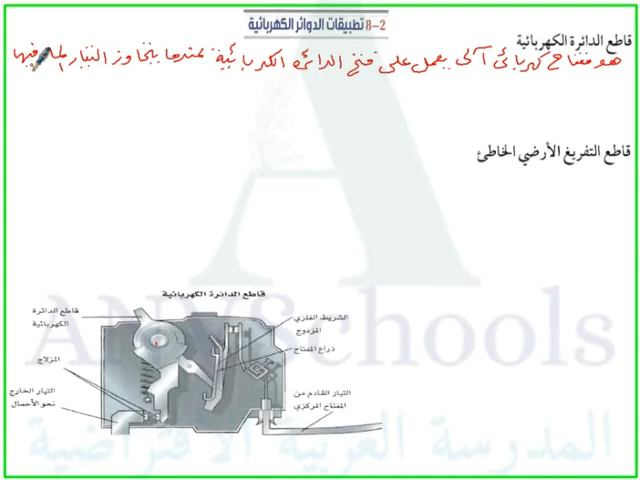 8-2 تطبيقات الدوائر الكهربائية
قاطع الدائرة الكهربائية
هو مفتاح كهربائي آلي يعمل على فتح الدائرة الكهربائية عندما يتجاوز التيار المار فيها
قاطع التفريغ الأرضي الخاطئ
قاطع الدائرة الكهربائية
قاطع الدائرة
الكهربائية
المزلاج
التيار الخارج
نحو الأحمال
الشريط الفلزي
المزدوج
ذراع المفتاح
التيار القادم من
المفتاح المركزي
A
ANVSchools
المدرسة العربية الافتراضية